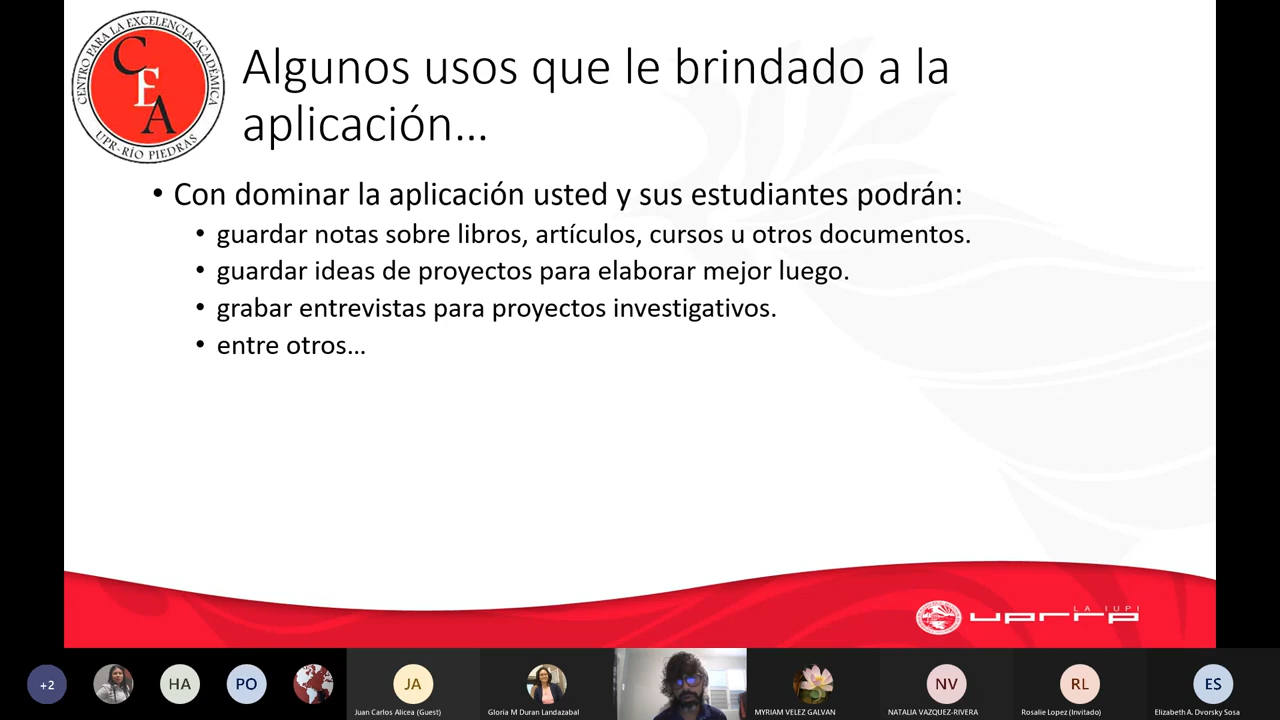 CENTRO PARA LA EXCELENCIA ACADÉMICA
CEA
UPR-RÍO PIEDRAS
Algunos usos que le brindado a la
aplicación...
• Con dominar la aplicación usted y sus estudiantes podrán:
• guardar notas sobre libros, artículos, cursos u otros documentos.
• guardar ideas de proyectos para elaborar mejor luego.
• grabar entrevistas para proyectos investigativos.
• entre otros...
LA IUPI
uprrp
+2
HA
PO
JA
NV
RL
ES
Juan Carlos Alicea (Guest)
Gloria M Duran Landazabal
MYRIAM VELEZ GALVAN
NATALIA VAZQUEZ-RIVERA
Rosalie Lopez (Invitado)
Elizabeth A. Dvorsky Sosa